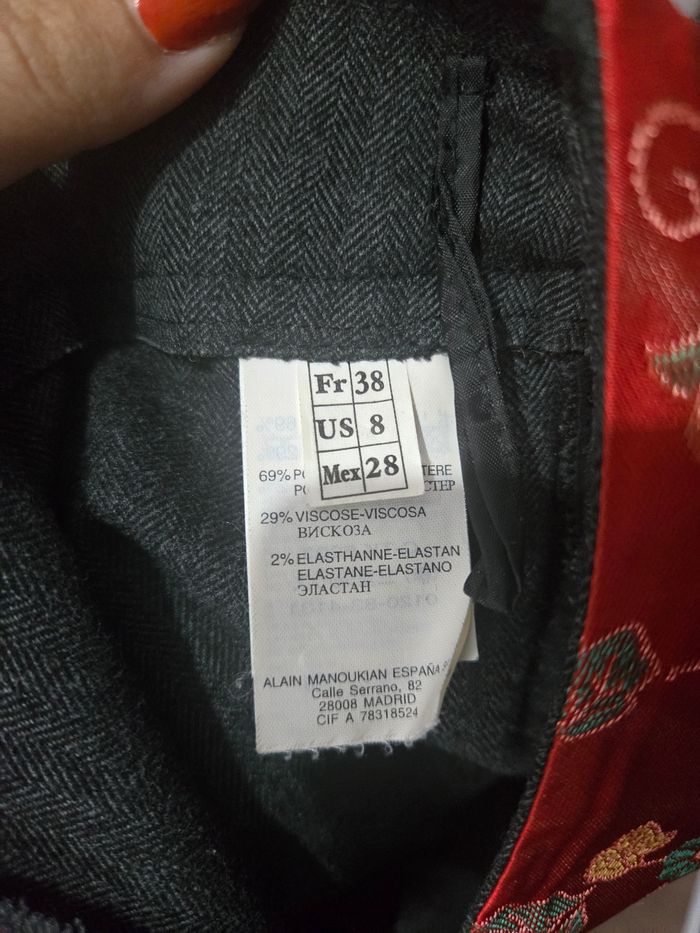 Fr 38
US 8
Mex 28
69%
29% VISCOSE-VISCOSA
ВИСКОЗА
2% ELASTHANNE-ELASTAN
ELASTANE-ELASTANO
ЭЛАСТАН
ALAIN MANOUKIAN ESPAÑA
Calle Serrano, 82
28008 MADRID
CIF A 78318524